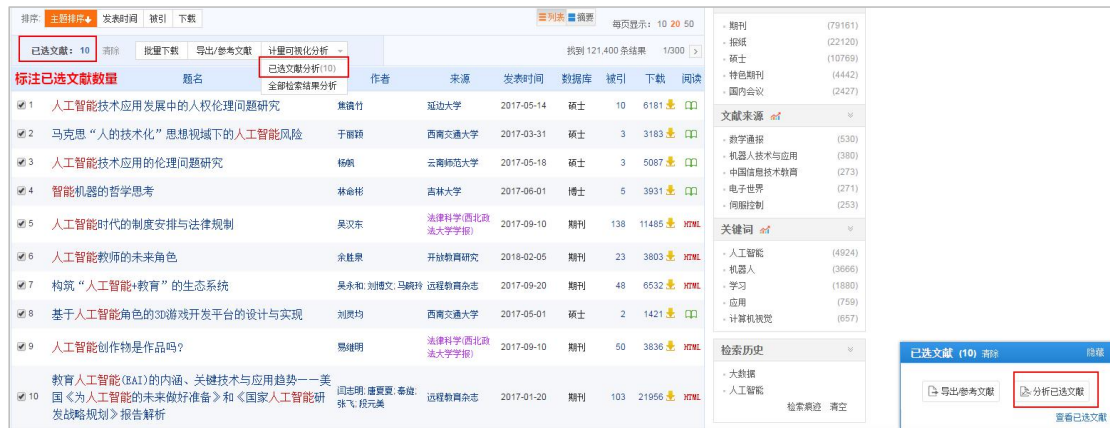 排序: 主题排序↓ 发表时间 被引 下载 列表 摘要 每页显示: 10 20 50
已选文献: 10 清除 批量下载 导出/参考文献 计量可视化分析 找到 121,400 条结果 1/300 >
已选文献分析(10)
全部检索结果分析
标注已选文献数量 题名 作者 来源 发表时间 数据库 被引 下载 阅读
1 人工智能技术应用发展中的人权伦理问题研究 焦镜竹 延边大学 2017-05-14 硕士 10 6181
2 马克思“人的技术化”思想视域下的人工智能风险 于丽颖 西南交通大学 2017-03-31 硕士 3 3183
3 人工智能技术应用的伦理问题研究 杨帆 云南师范大学 2017-05-18 硕士 3 5087
4 智能机器的哲学思考 林命彬 吉林大学 2017-06-01 博士 5 3931
5 人工智能时代的制度安排与法律规制 吴汉东 法律科学(西北政法大学学报) 2017-09-10 期刊 138 11485 HTML
6 人工智能教师的未来角色 余胜泉 开放教育研究 2018-02-05 期刊 23 3803 HTML
7 构筑“人工智能+教育”的生态系统 吴永和; 刘博文; 马晓玲 远程教育杂志 2017-09-20 期刊 48 6532 HTML
8 基于人工智能角色的3D游戏开发平台的设计与实现 刘灵均 西南交通大学 2017-05-01 硕士 2 1421
9 人工智能创作物是作品吗? 易继明 法律科学(西北政法大学学报) 2017-09-10 期刊 50 3836 HTML
10 教育人工智能(EAI)的内涵、关键技术与应用趋势——美国《为人工智能的未来做好准备》和《国家人工智能研发战略规划》报告解析 闫志明; 唐夏夏; 秦旋; 张飞; 段元美 远程教育杂志 2017-01-20 期刊 103 21956 HTML
期刊 (79161)
报纸 (22120)
硕士 (10769)
特色期刊 (4442)
国内会议 (2427)
文献来源
数学通报 (530)
机器人技术与应用 (380)
中国信息技术教育 (273)
电子世界 (271)
伺服控制 (253)
关键词
人工智能 (4924)
机器人 (3666)
学习 (1880)
应用 (759)
计算机视觉 (657)
检索历史
大数据
人工智能
检索痕迹 清空
已选文献 (10) 清除 隐藏
导出/参考文献 分析已选文献
查看已选文献